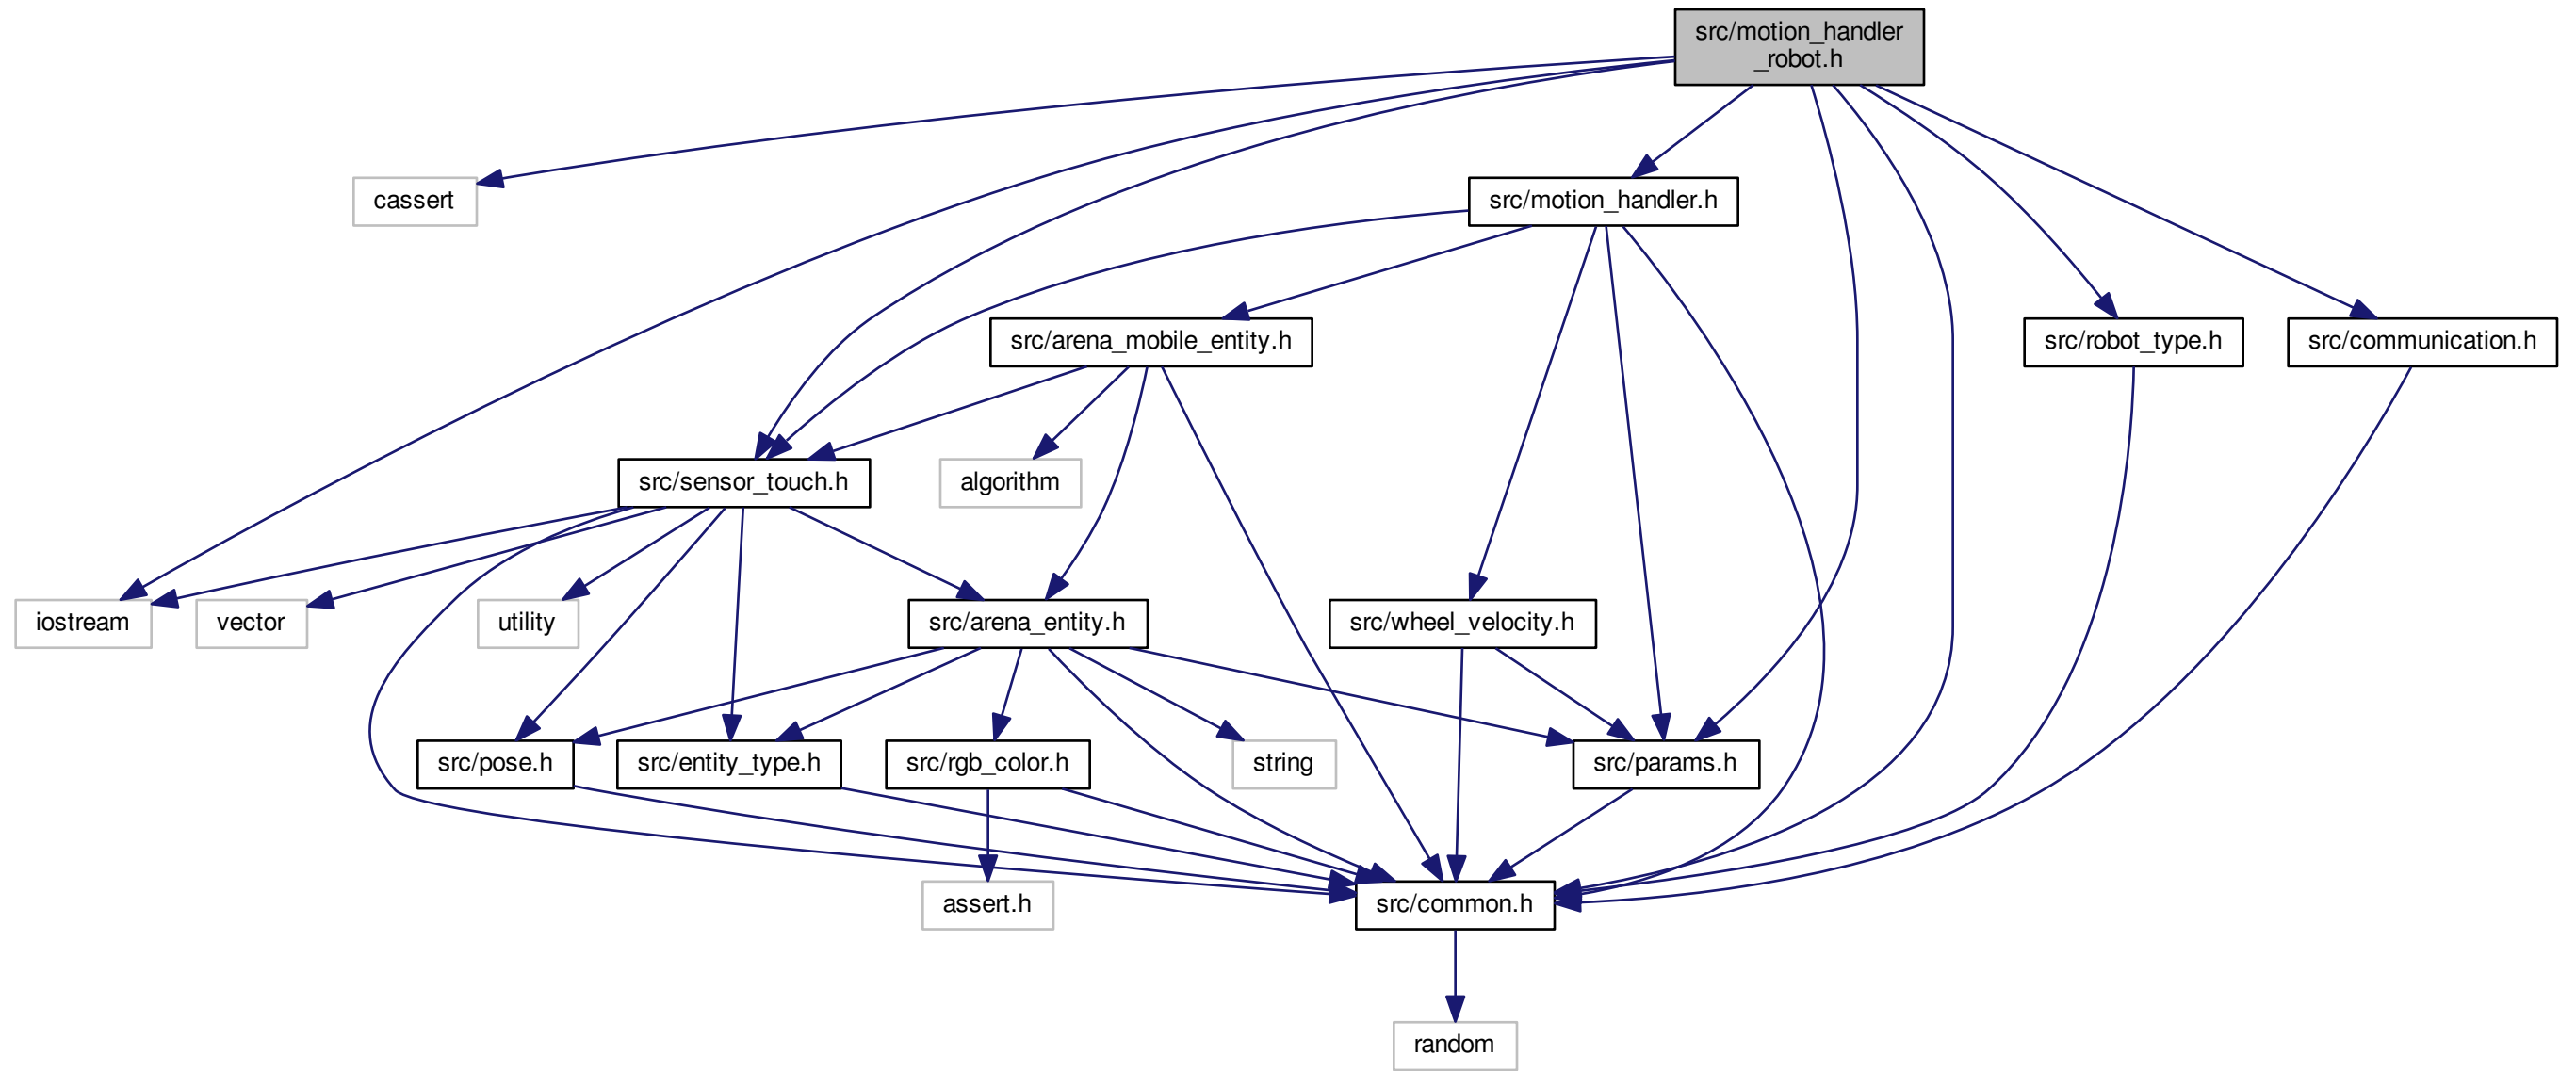 src/motion_handler
_robot.h
cassert
src/motion_handler.h
src/arena_mobile_entity.h
src/robot_type.h
src/communication.h
src/sensor_touch.h
algorithm
iostream
vector
utility
src/arena_entity.h
src/wheel_velocity.h
src/pose.h
src/entity_type.h
src/rgb_color.h
string
src/params.h
assert.h
src/common.h
random